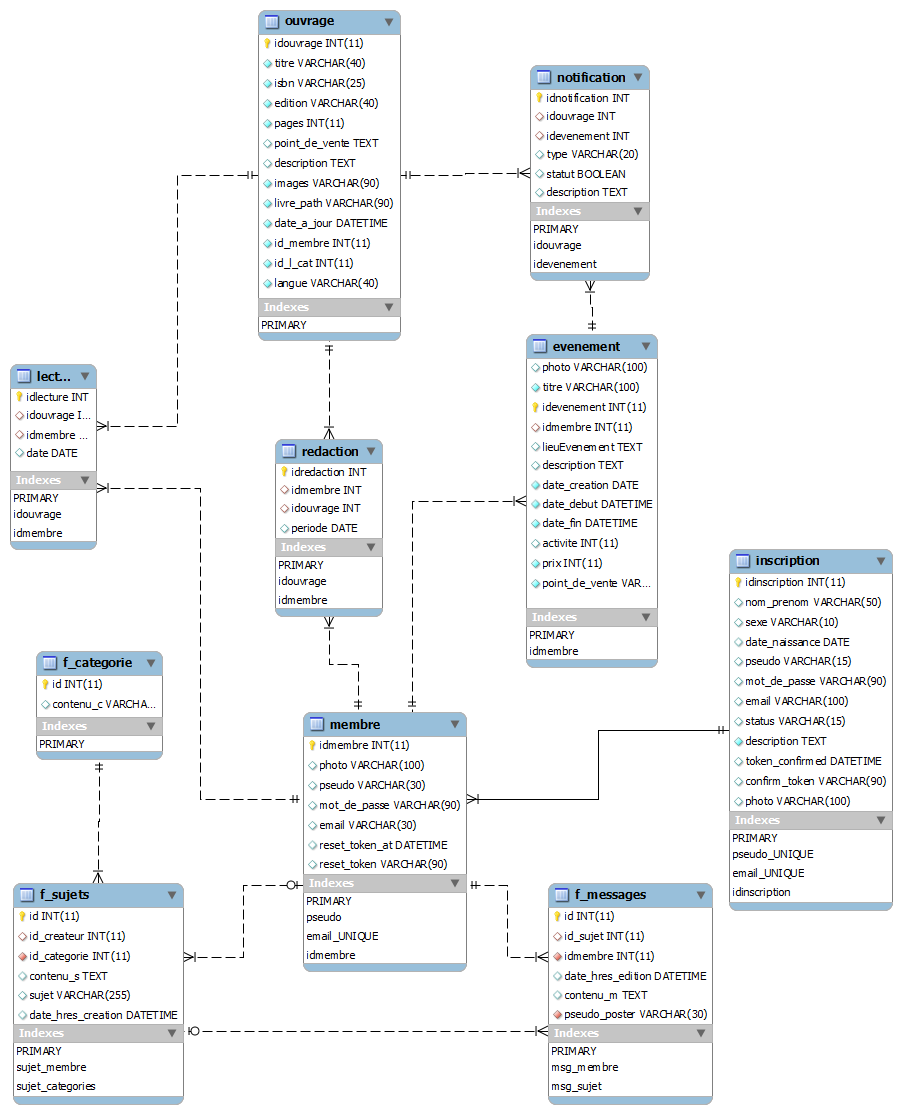 ouvrage
idouvrage INT(11)
titre VARCHAR(40)
isbn VARCHAR(25)
edition VARCHAR(40)
pages INT(11)
point_de_vente TEXT
description TEXT
images VARCHAR(90)
livre_path VARCHAR(90)
date_a_jour DATETIME
id_membre INT(11)
id_l_cat INT(11)
langue VARCHAR(40)
Indexes
PRIMARY
notification
idnotification INT
idouvrage INT
idevenement INT
type VARCHAR(20)
statut BOOLEAN
description TEXT
Indexes
PRIMARY
idouvrage
idevenement
evenement
photo VARCHAR(100)
titre VARCHAR(100)
idevenement INT(11)
idmembre INT(11)
lieuEvenement TEXT
description TEXT
date_creation DATE
date_debut DATETIME
date_fin DATETIME
activite INT(11)
prix INT(11)
point_de_vente VAR...
Indexes
PRIMARY
idmembre
lect...
idlecture INT
idouvrage I...
idmembre ...
date DATE
Indexes
PRIMARY
idouvrage
idmembre
redaction
idredaction INT
idmembre INT
idouvrage INT
periode DATE
Indexes
PRIMARY
idouvrage
idmembre
inscription
idinscription INT(11)
nom_prenom VARCHAR(50)
sexe VARCHAR(10)
date_naissance DATE
pseudo VARCHAR(15)
mot_de_passe VARCHAR(90)
email VARCHAR(100)
status VARCHAR(15)
description TEXT
token_confirmed DATETIME
confirm_token VARCHAR(90)
photo VARCHAR(100)
Indexes
PRIMARY
pseudo_UNIQUE
email_UNIQUE
idinscription
f_categorie
id INT(11)
contenu_c VARCHA...
Indexes
PRIMARY
membre
idmembre INT(11)
photo VARCHAR(100)
pseudo VARCHAR(30)
mot_de_passe VARCHAR(90)
email VARCHAR(30)
reset_token_at DATETIME
reset_token VARCHAR(90)
Indexes
PRIMARY
pseudo
email_UNIQUE
idmembre
f_sujets
id INT(11)
id_createur INT(11)
id_categorie INT(11)
contenu_s TEXT
sujet VARCHAR(255)
date_hres_creation DATETIME
Indexes
PRIMARY
sujet_membre
sujet_categories
f_messages
id INT(11)
id_sujet INT(11)
idmembre INT(11)
date_hres_edition DATETIME
contenu_m TEXT
pseudo_poster VARCHAR(30)
Indexes
PRIMARY
msg_membre
msg_sujet